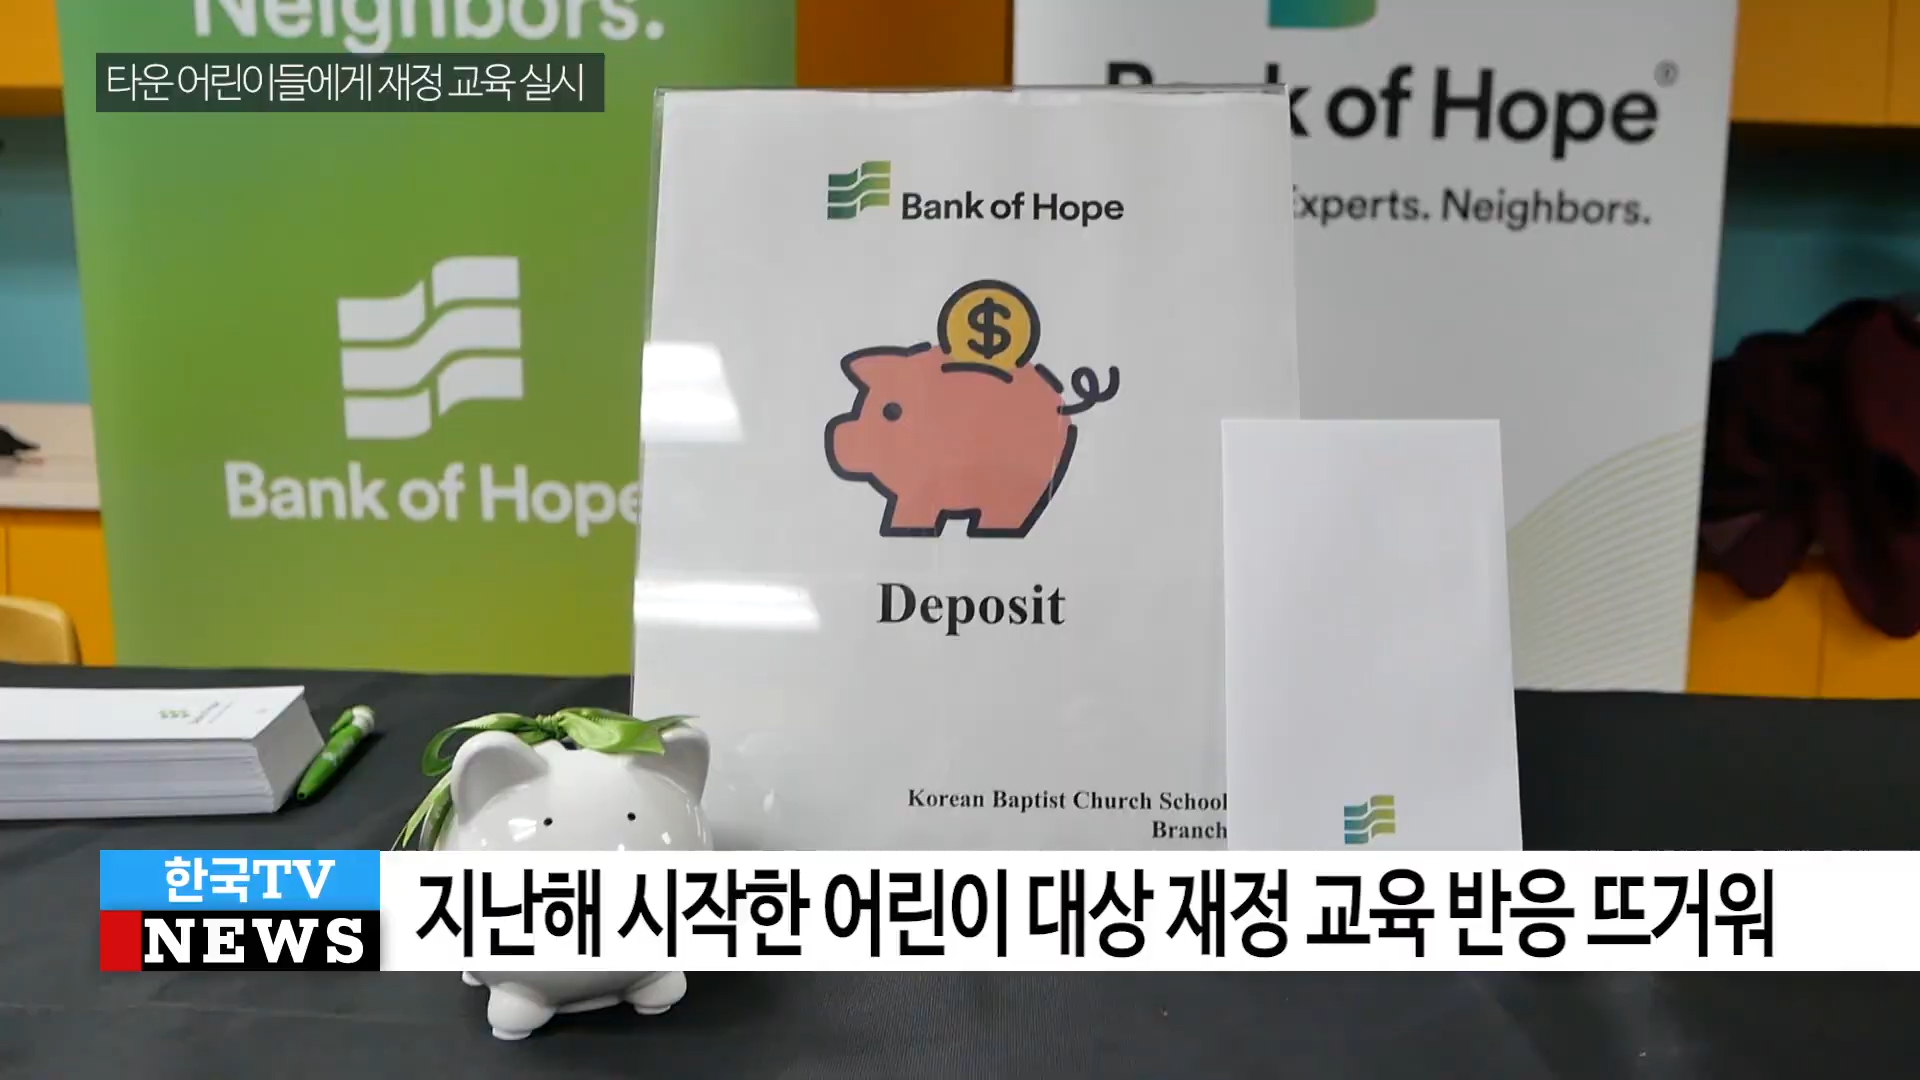 Neighbors.
타운 어린이들에게 재정 교육 실시
of Hope®
Experts. Neighbors.
Bank of Hope
Bank of Hope
$
Deposit
Korean Baptist Church School
Branch
한국TV
NEWS
지난해 시작한 어린이 대상 재정 교육 반응 뜨거워